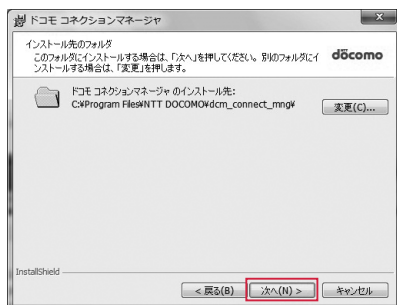 ドコモ コネクションマネージャ
インストール先のフォルダ
このフォルダにインストールする場合は、「次へ」を押してください。別のフォルダにイ
ンストールする場合は、「変更」を押します。
döcomo
ドコモ コネクションマネージャ のインストール先:
C:¥Program Files¥NTT DOCOMO¥dcm_connect_mng¥
変更(C)...
InstallShield
< 戻る(B)
次へ(N) >
キャンセル